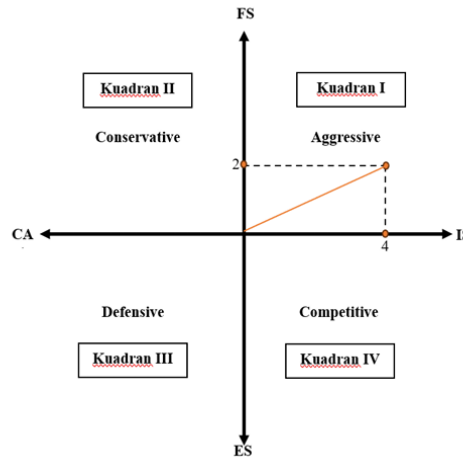 FS
Kuadran II
Kuadran I
Conservative
Aggressive
2
CA
4
Defensive
Competitive
Kuadran III
Kuadran IV
ES